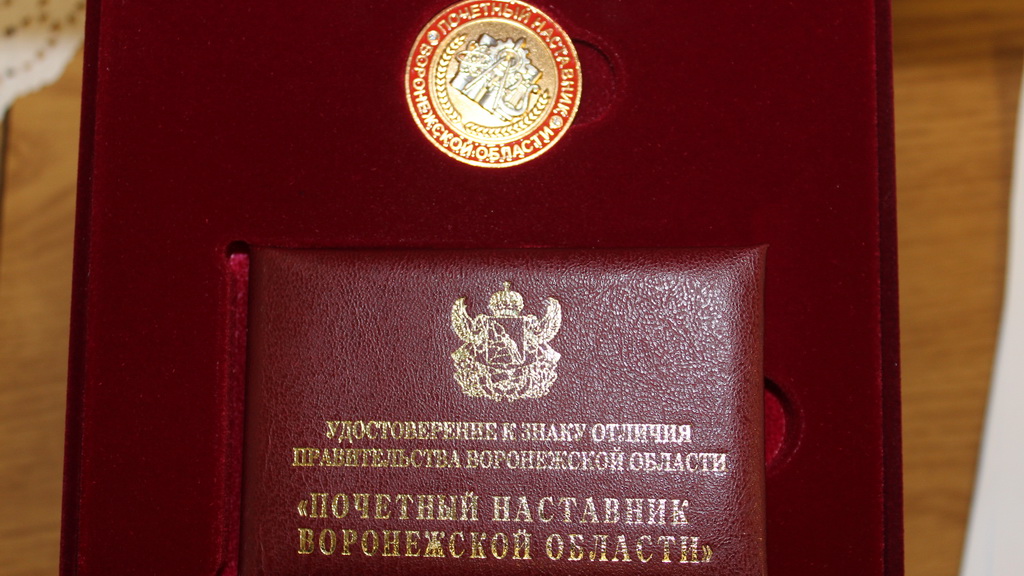 ПОЧЕТНЫЙ НАСТАВНИК
ВОРОНЕЖСКОЙ ОБЛАСТИ
УДОСТОВЕРЕНИЕ К ЗНАКУ ОТЛИЧИЯ
ПРАВИТЕЛЬСТВА ВОРОНЕЖСКОЙ ОБЛАСТИ
«ПОЧЕТНЫЙ НАСТАВНИК
ВОРОНЕЖСКОЙ ОБЛАСТИ»